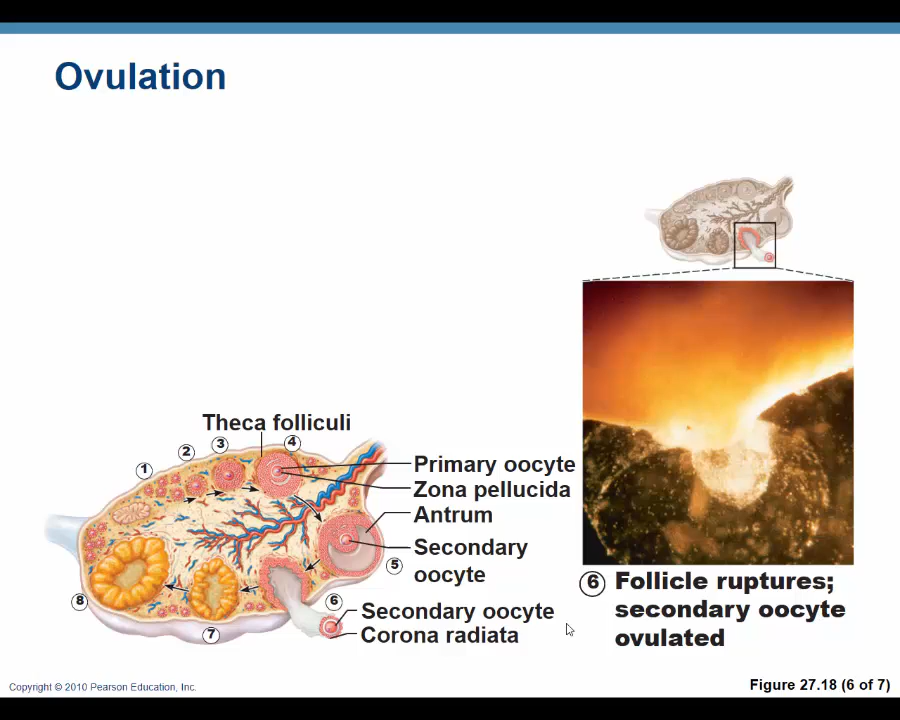 Ovulation
Theca folliculi
1
2
3
4
Primary oocyte
Zona pellucida
Antrum
Secondary
oocyte
5
6
Secondary oocyte
Corona radiata
7
8
6 Follicle ruptures;
secondary oocyte
ovulated
Copyright © 2010 Pearson Education, Inc.
Figure 27.18 (6 of 7)